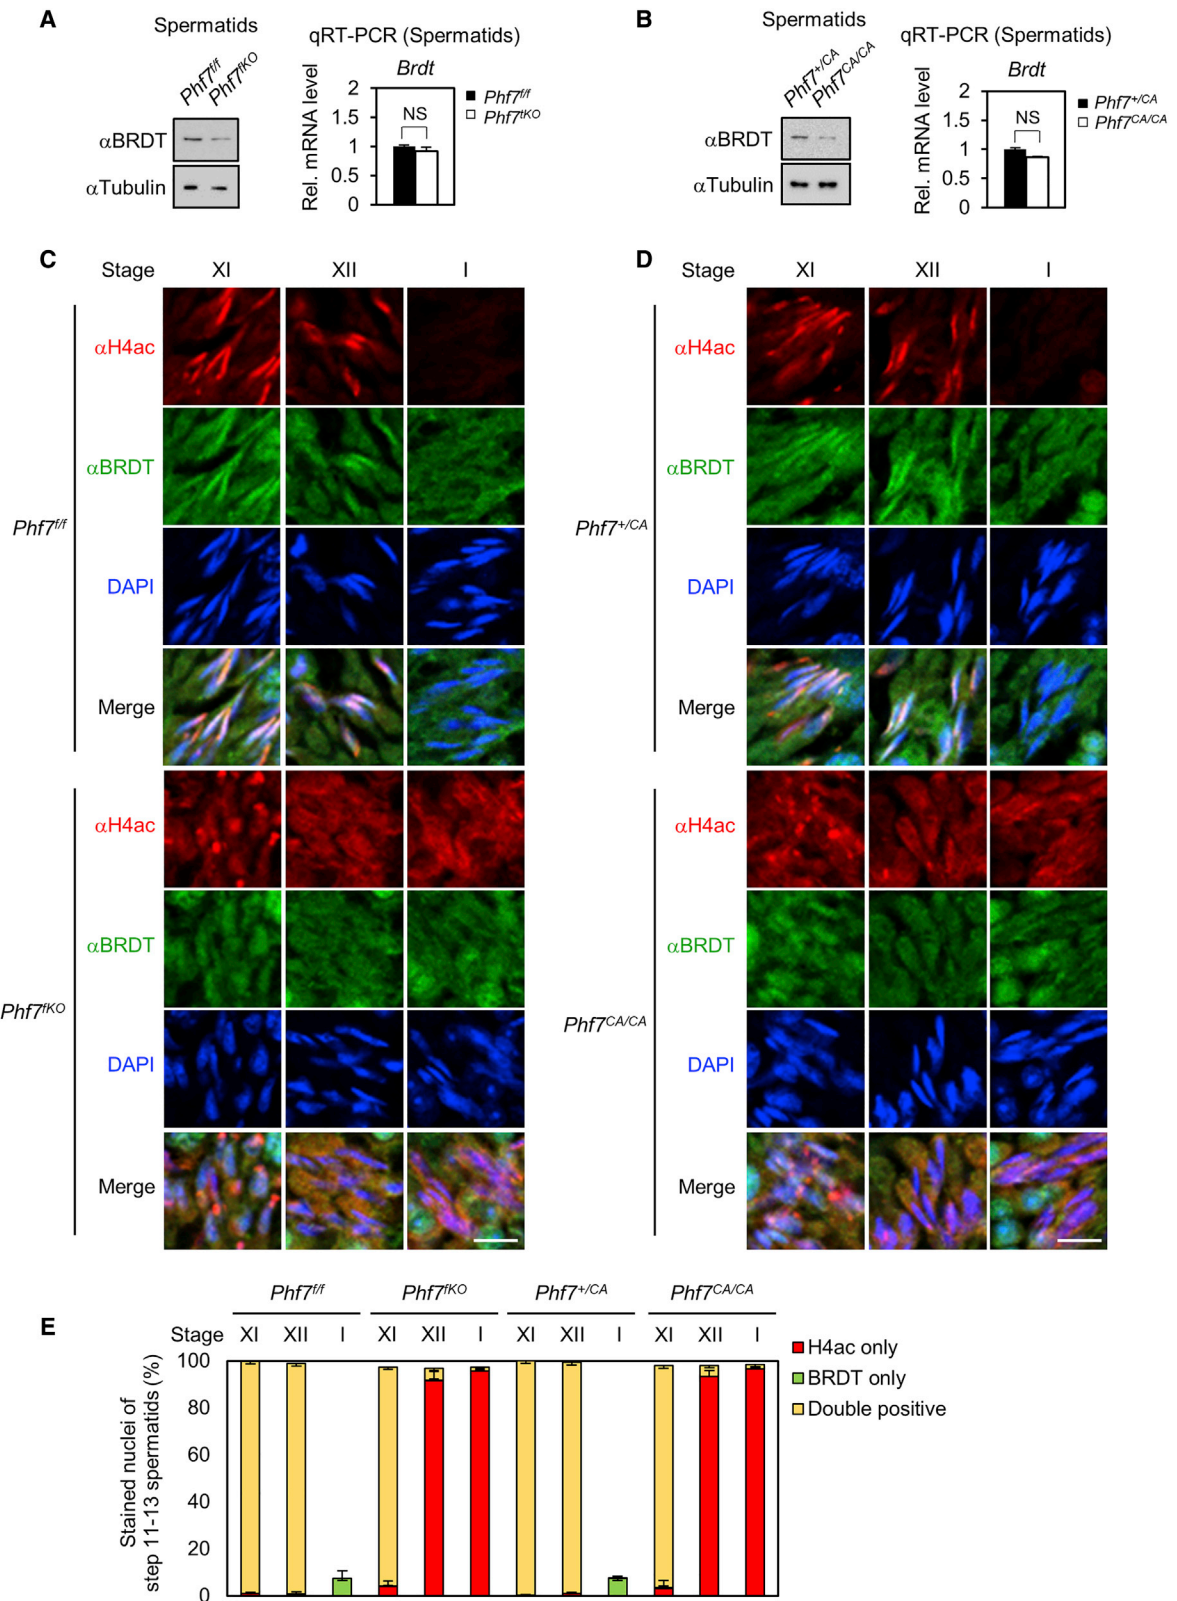 A
Spermatids
Phf7f/f
Phf7fKO
αBRDT
αTubulin
qRT-PCR (Spermatids)
Brdt
Rel. mRNA level
2
1.5
1
0.5
0
NS
Phf7f/f
Phf7tKO
B
Spermatids
Phf7+/CA
Phf7CA/CA
αBRDT
αTubulin
qRT-PCR (Spermatids)
Brdt
Rel. mRNA level
2
1.5
1
0.5
0
NS
Phf7+/CA
Phf7CA/CA
C
Stage XI XII I
Phf7f/f
αH4ac
αBRDT
DAPI
Merge
Phf7fKO
αH4ac
αBRDT
DAPI
Merge
D
Stage XI XII I
Phf7+/CA
αH4ac
αBRDT
DAPI
Merge
Phf7CA/CA
αH4ac
αBRDT
DAPI
Merge
E
Phf7f/f Phf7fKO Phf7+/CA Phf7CA/CA
Stage XI XII I XI XII I XI XII I XI XII I
Stained nuclei of
step 11-13 spermatids (%)
100
80
60
40
20
0
H4ac only
BRDT only
Double positive